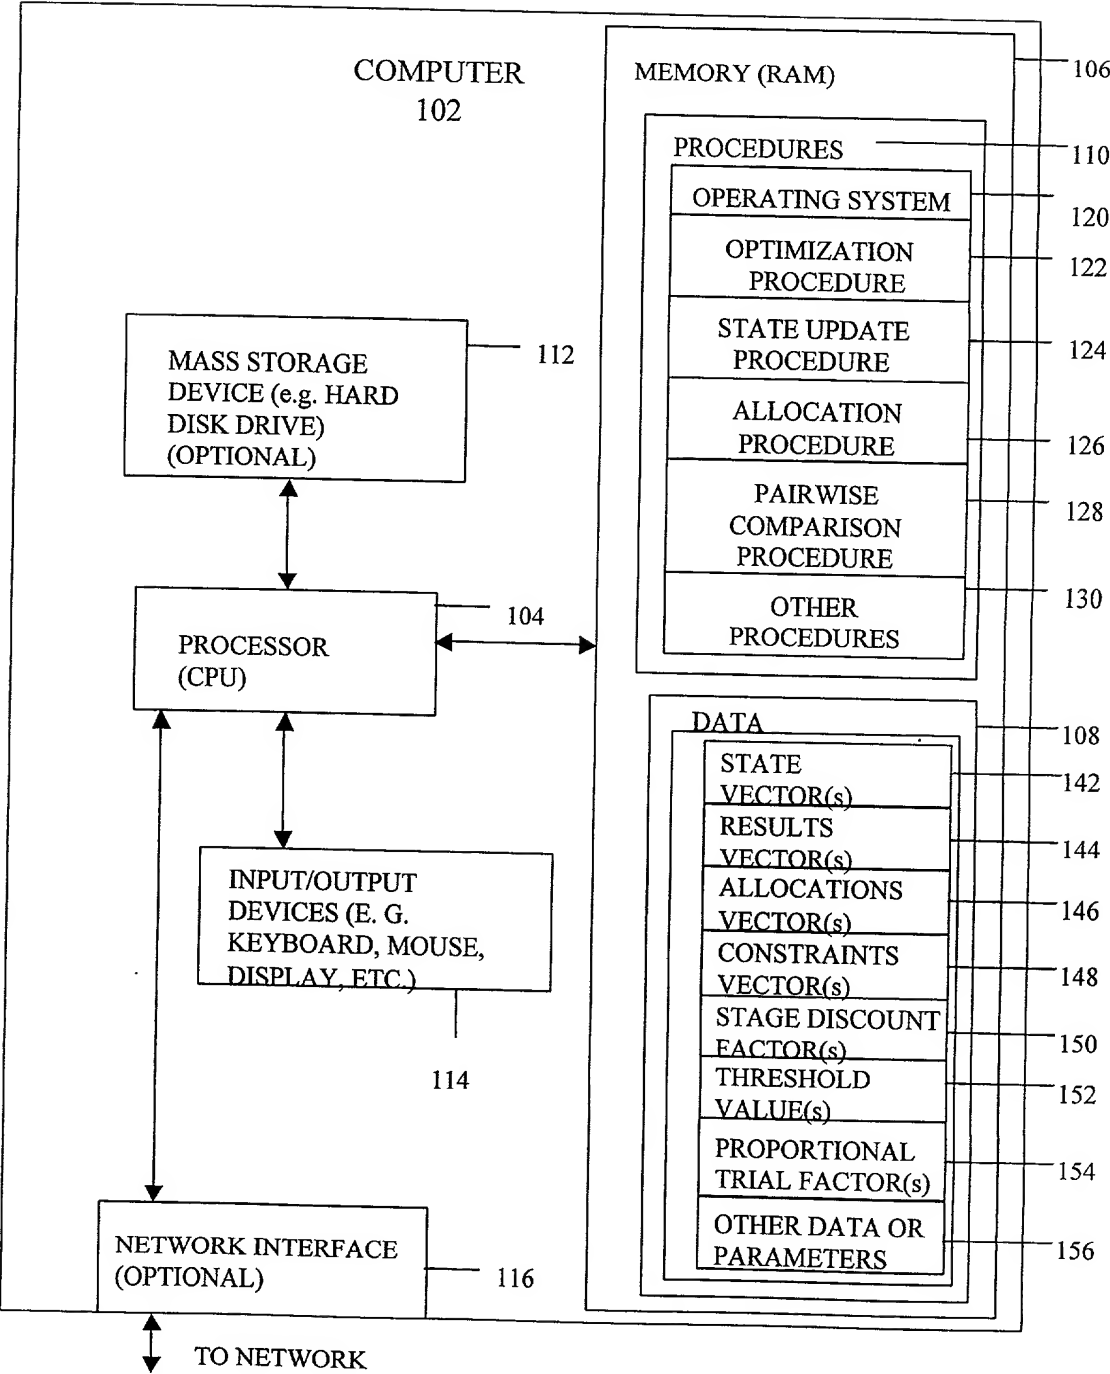 COMPUTER
102
MEMORY (RAM)
106
PROCEDURES
110
OPERATING SYSTEM
120
OPTIMIZATION
PROCEDURE
122
STATE UPDATE
PROCEDURE
124
ALLOCATION
PROCEDURE
126
PAIRWISE
COMPARISON
PROCEDURE
128
OTHER
PROCEDURES
130
MASS STORAGE
DEVICE (e.g. HARD
DISK DRIVE)
(OPTIONAL)
112
PROCESSOR
(CPU)
104
INPUT/OUTPUT
DEVICES (E. G.
KEYBOARD, MOUSE,
DISPLAY, ETC.)
114
DATA
108
STATE
VECTOR(s)
142
RESULTS
VECTOR(s)
144
ALLOCATIONS
VECTOR(s)
146
CONSTRAINTS
VECTOR(s)
148
STAGE DISCOUNT
FACTOR(s)
150
THRESHOLD
VALUE(s)
152
PROPORTIONAL
TRIAL FACTOR(s)
154
OTHER DATA OR
PARAMETERS
156
NETWORK INTERFACE
(OPTIONAL)
116
TO NETWORK